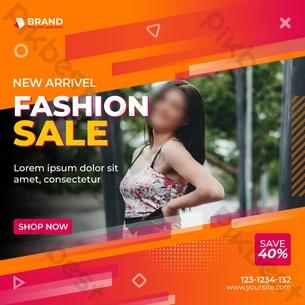 BRAND
NEW ARRIVEL
FASHION
SALE
Lorem ipsum dolor sit
amet, consectetur
SHOP NOW
SAVE
40%
123-1234-132
www.yoursite.com